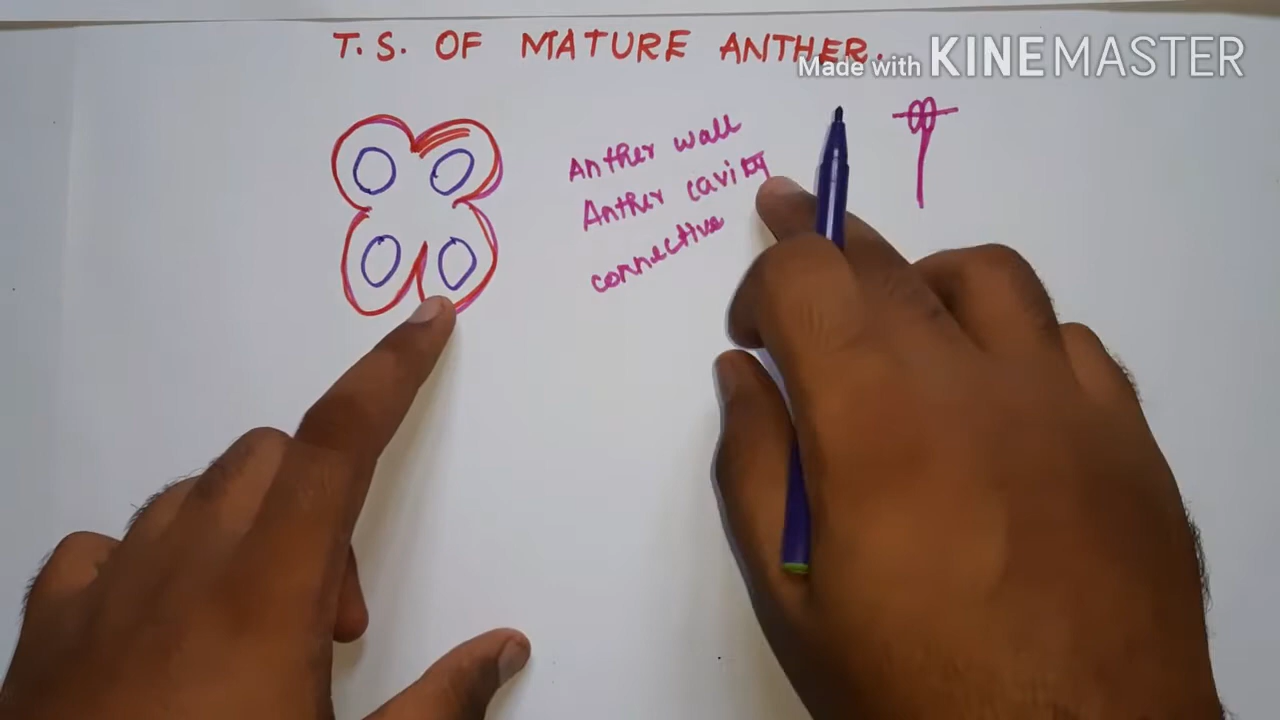 T.S. OF MATURE ANTHER.
Made with KINEMASTER
Anther wall
Anther cavity
connective